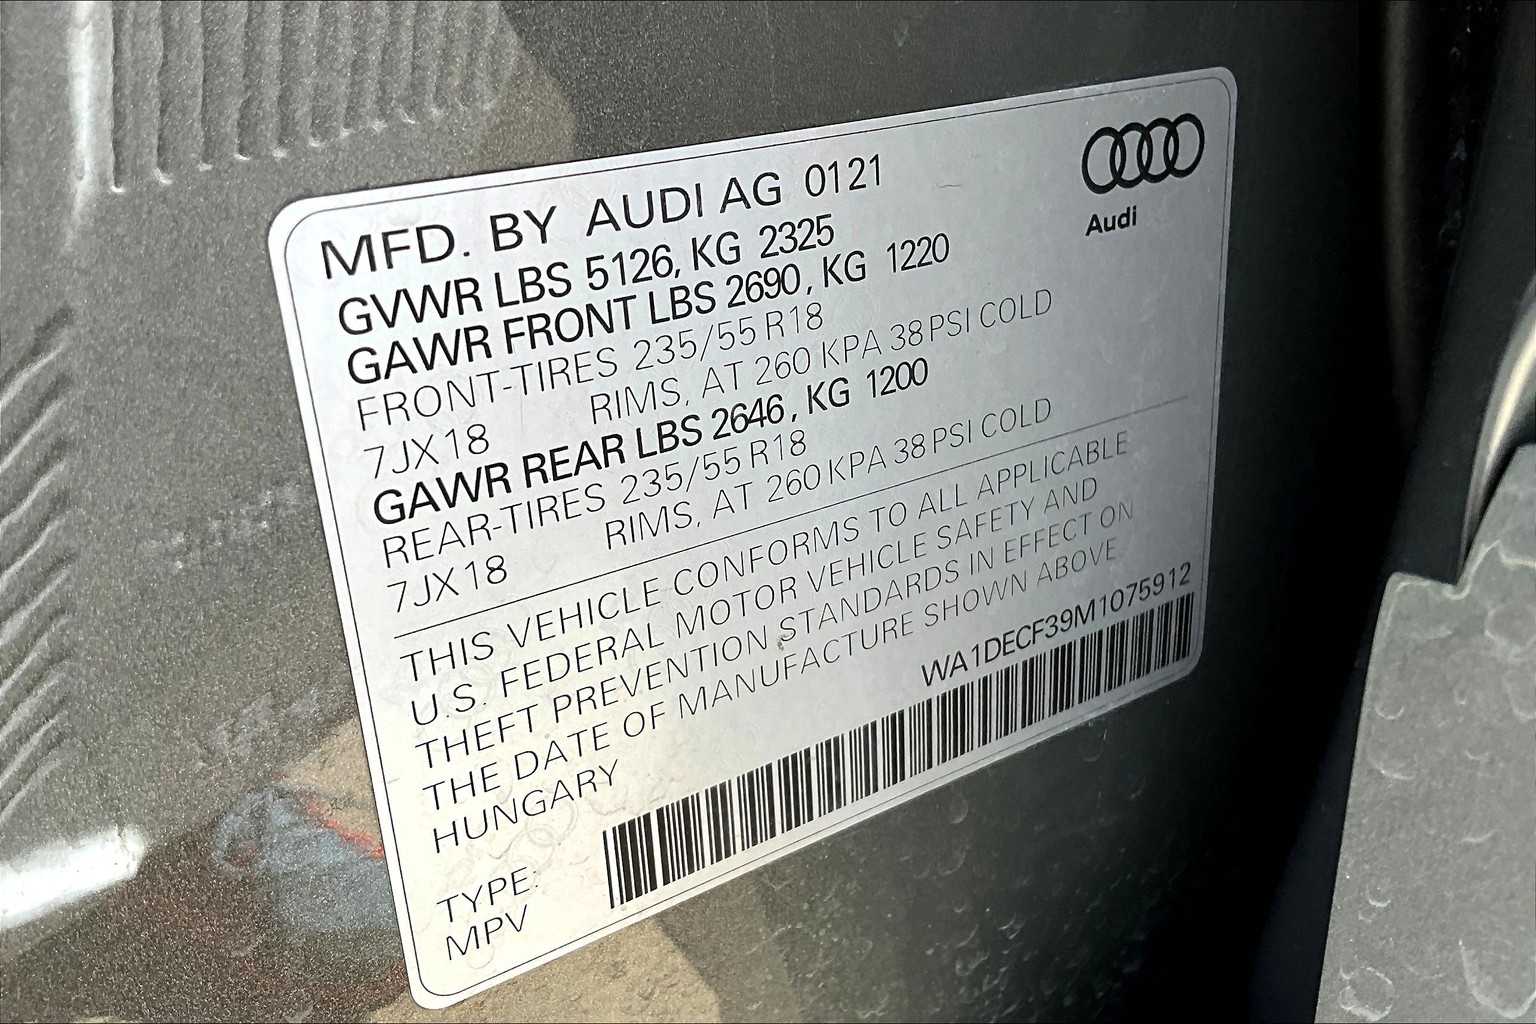 MFD. BY AUDI AG 0121
GVWR LBS 5126, KG 2325
GAWR FRONT LBS 2690, KG 1220
FRONT-TIRES 235/55 R18
7JX18 RIMS, AT 260 KPA 38 PSI COLD
GAWR REAR LBS 2646, KG 1200
REAR-TIRES 235/55 R18
7JX18 RIMS, AT 260 KPA 38 PSI COLD
THIS VEHICLE CONFORMS TO ALL APPLICABLE
U.S. FEDERAL MOTOR VEHICLE SAFETY AND
THEFT PREVENTION STANDARDS IN EFFECT ON
THE DATE OF MANUFACTURE SHOWN ABOVE
HUNGARY
WA1DECF39M1075912
TYPE:
MPV
Audi